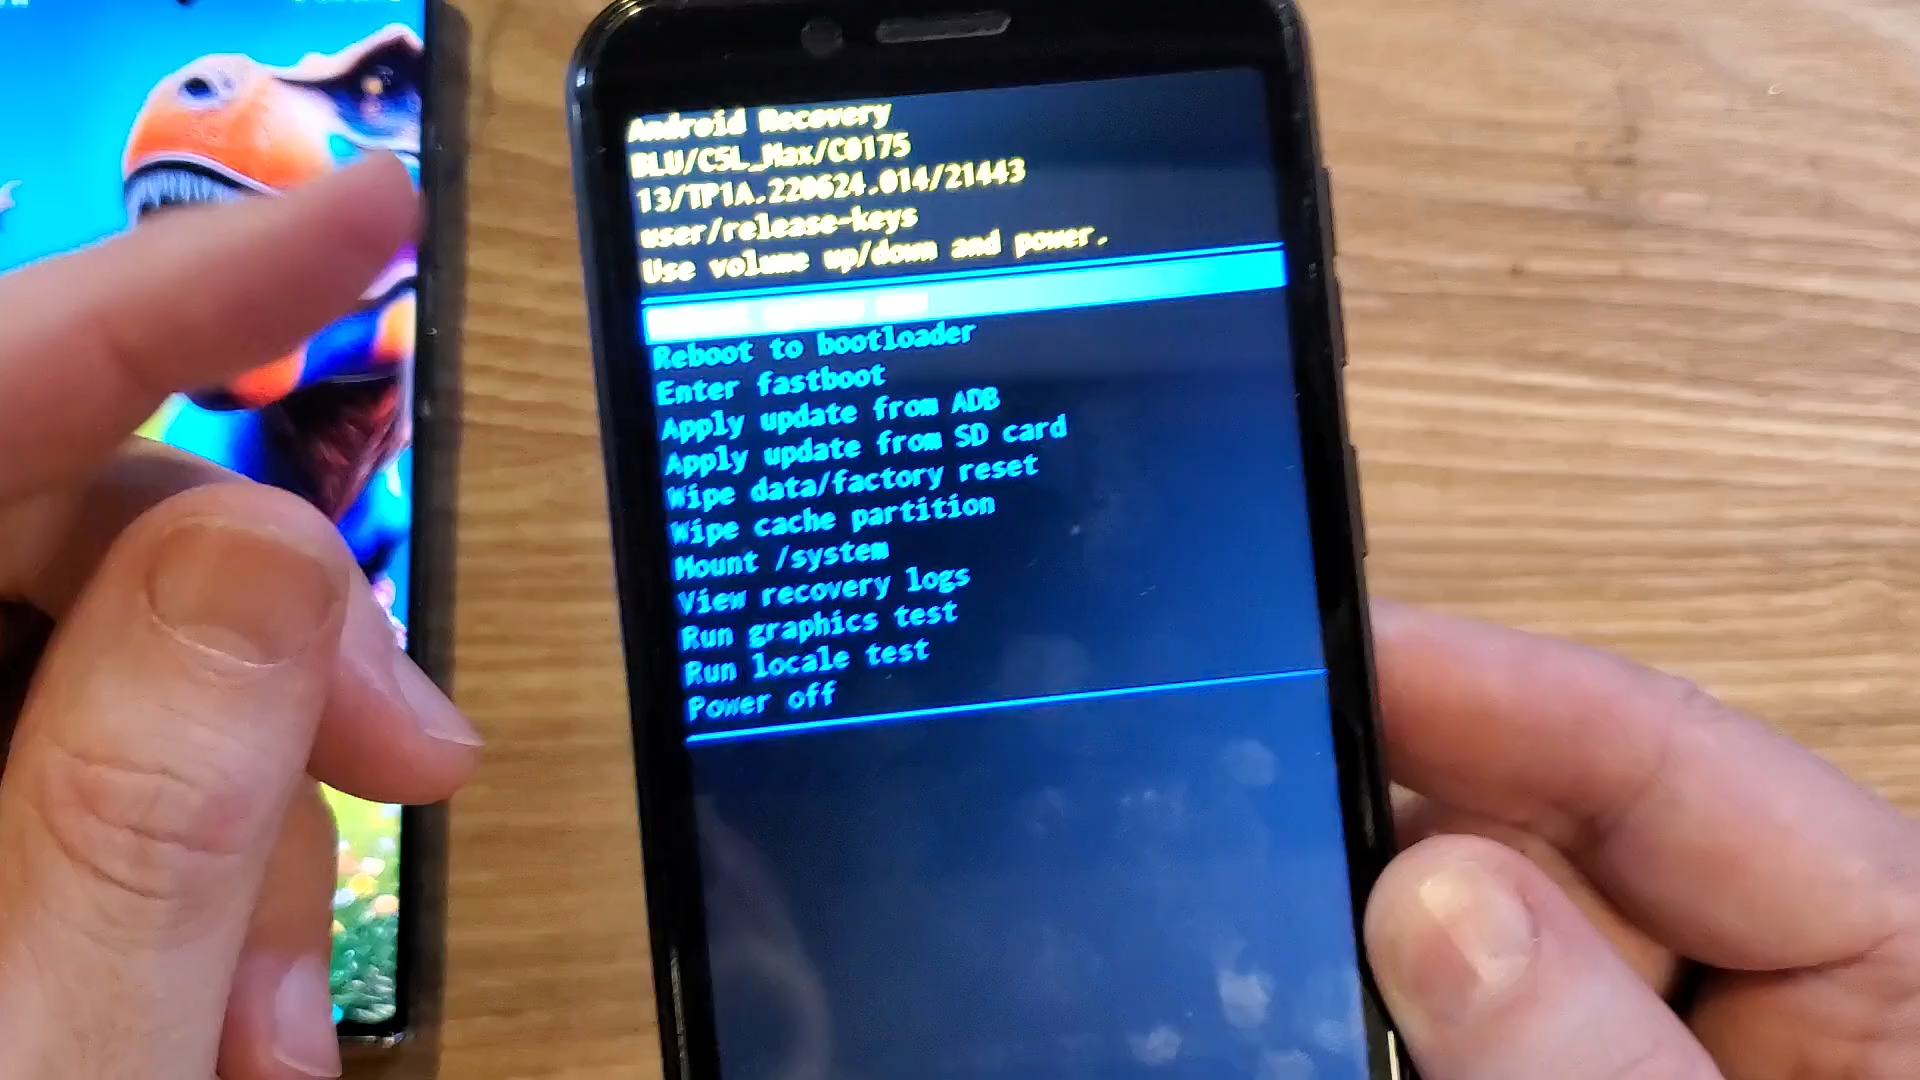 Android Recovery
BLU/C5L_Max/C0175
13/TP1A.220624.014/21443
user/release-keys
Use volume up/down and power.
Reboot to bootloader
Enter fastboot
Apply update from ADB
Apply update from SD card
Wipe data/factory reset
Wipe cache partition
Mount /system
View recovery logs
Run graphics test
Run locale test
Power off